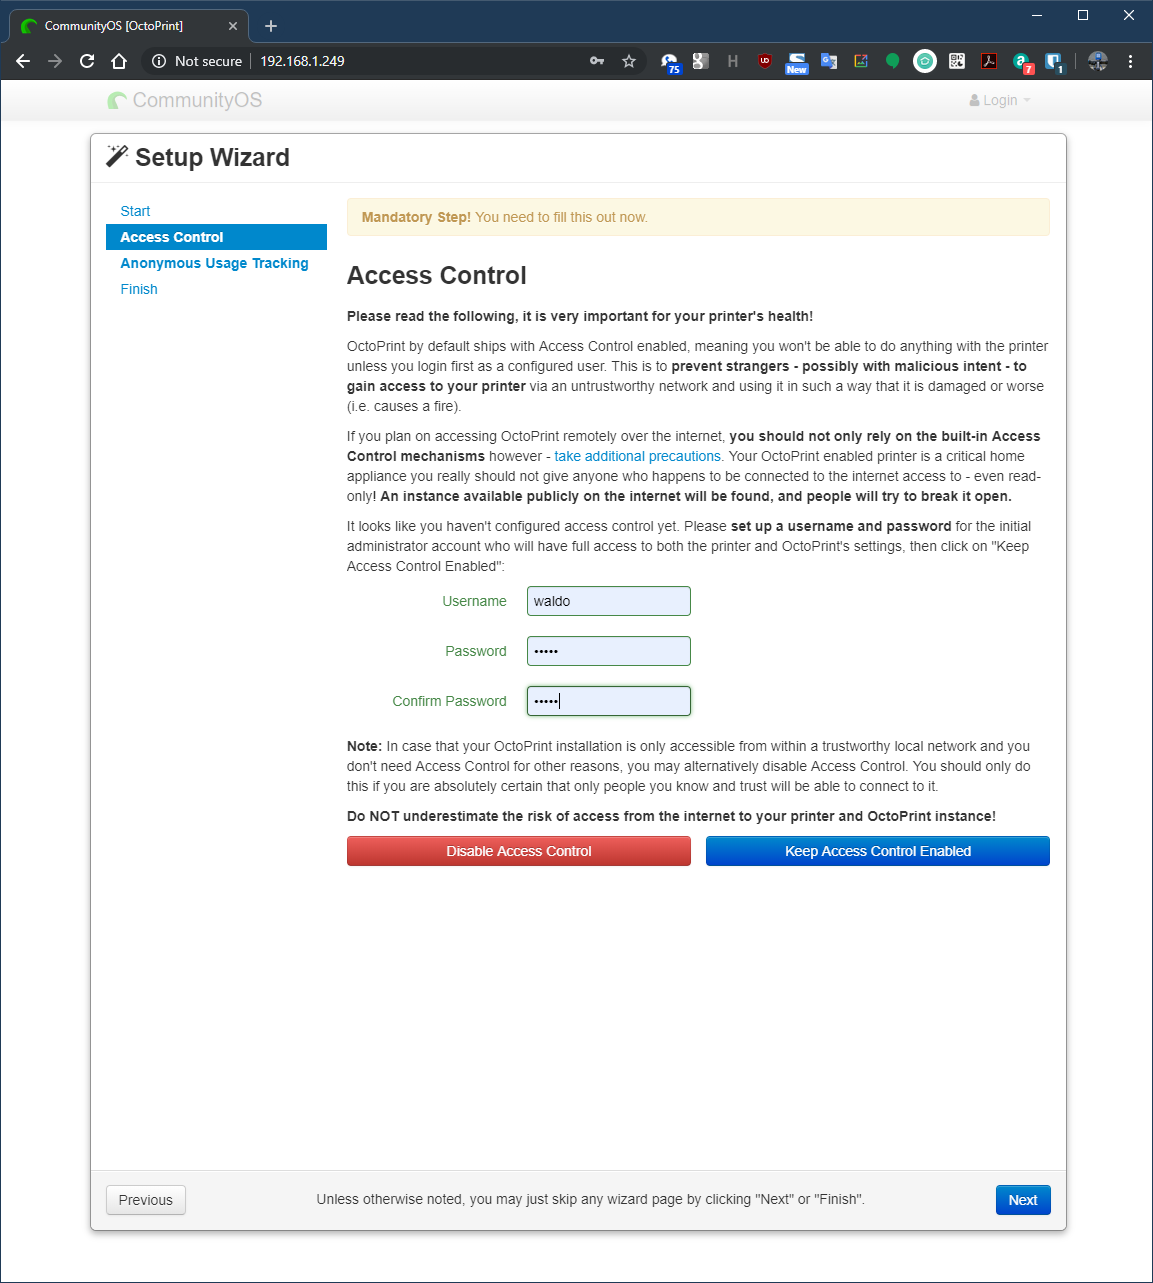 CommunityOS [OctoPrint]
Not secure
192.168.1.249
75
H
New
7
1
CommunityOS
Login
Setup Wizard
Start
Access Control
Anonymous Usage Tracking
Finish
Mandatory Step! You need to fill this out now.
Access Control
Please read the following, it is very important for your printer's health!
OctoPrint by default ships with Access Control enabled, meaning you won't be able to do anything with the printer
unless you login first as a configured user. This is to prevent strangers - possibly with malicious intent - to
gain access to your printer via an untrustworthy network and using it in such a way that it is damaged or worse
(i.e. causes a fire).
If you plan on accessing OctoPrint remotely over the internet, you should not only rely on the built-in Access
Control mechanisms however - take additional precautions. Your OctoPrint enabled printer is a critical home
appliance you really should not give anyone who happens to be connected to the internet access to - even read-
only! An instance available publicly on the internet will be found, and people will try to break it open.
It looks like you haven't configured access control yet. Please set up a username and password for the initial
administrator account who will have full access to both the printer and OctoPrint's settings, then click on "Keep
Access Control Enabled":
Username
waldo
Password
•••••
Confirm Password
•••••
Note: In case that your OctoPrint installation is only accessible from within a trustworthy local network and you
don't need Access Control for other reasons, you may alternatively disable Access Control. You should only do
this if you are absolutely certain that only people you know and trust will be able to connect to it.
Do NOT underestimate the risk of access from the internet to your printer and OctoPrint instance!
Disable Access Control
Keep Access Control Enabled
Previous
Unless otherwise noted, you may just skip any wizard page by clicking "Next" or "Finish".
Next